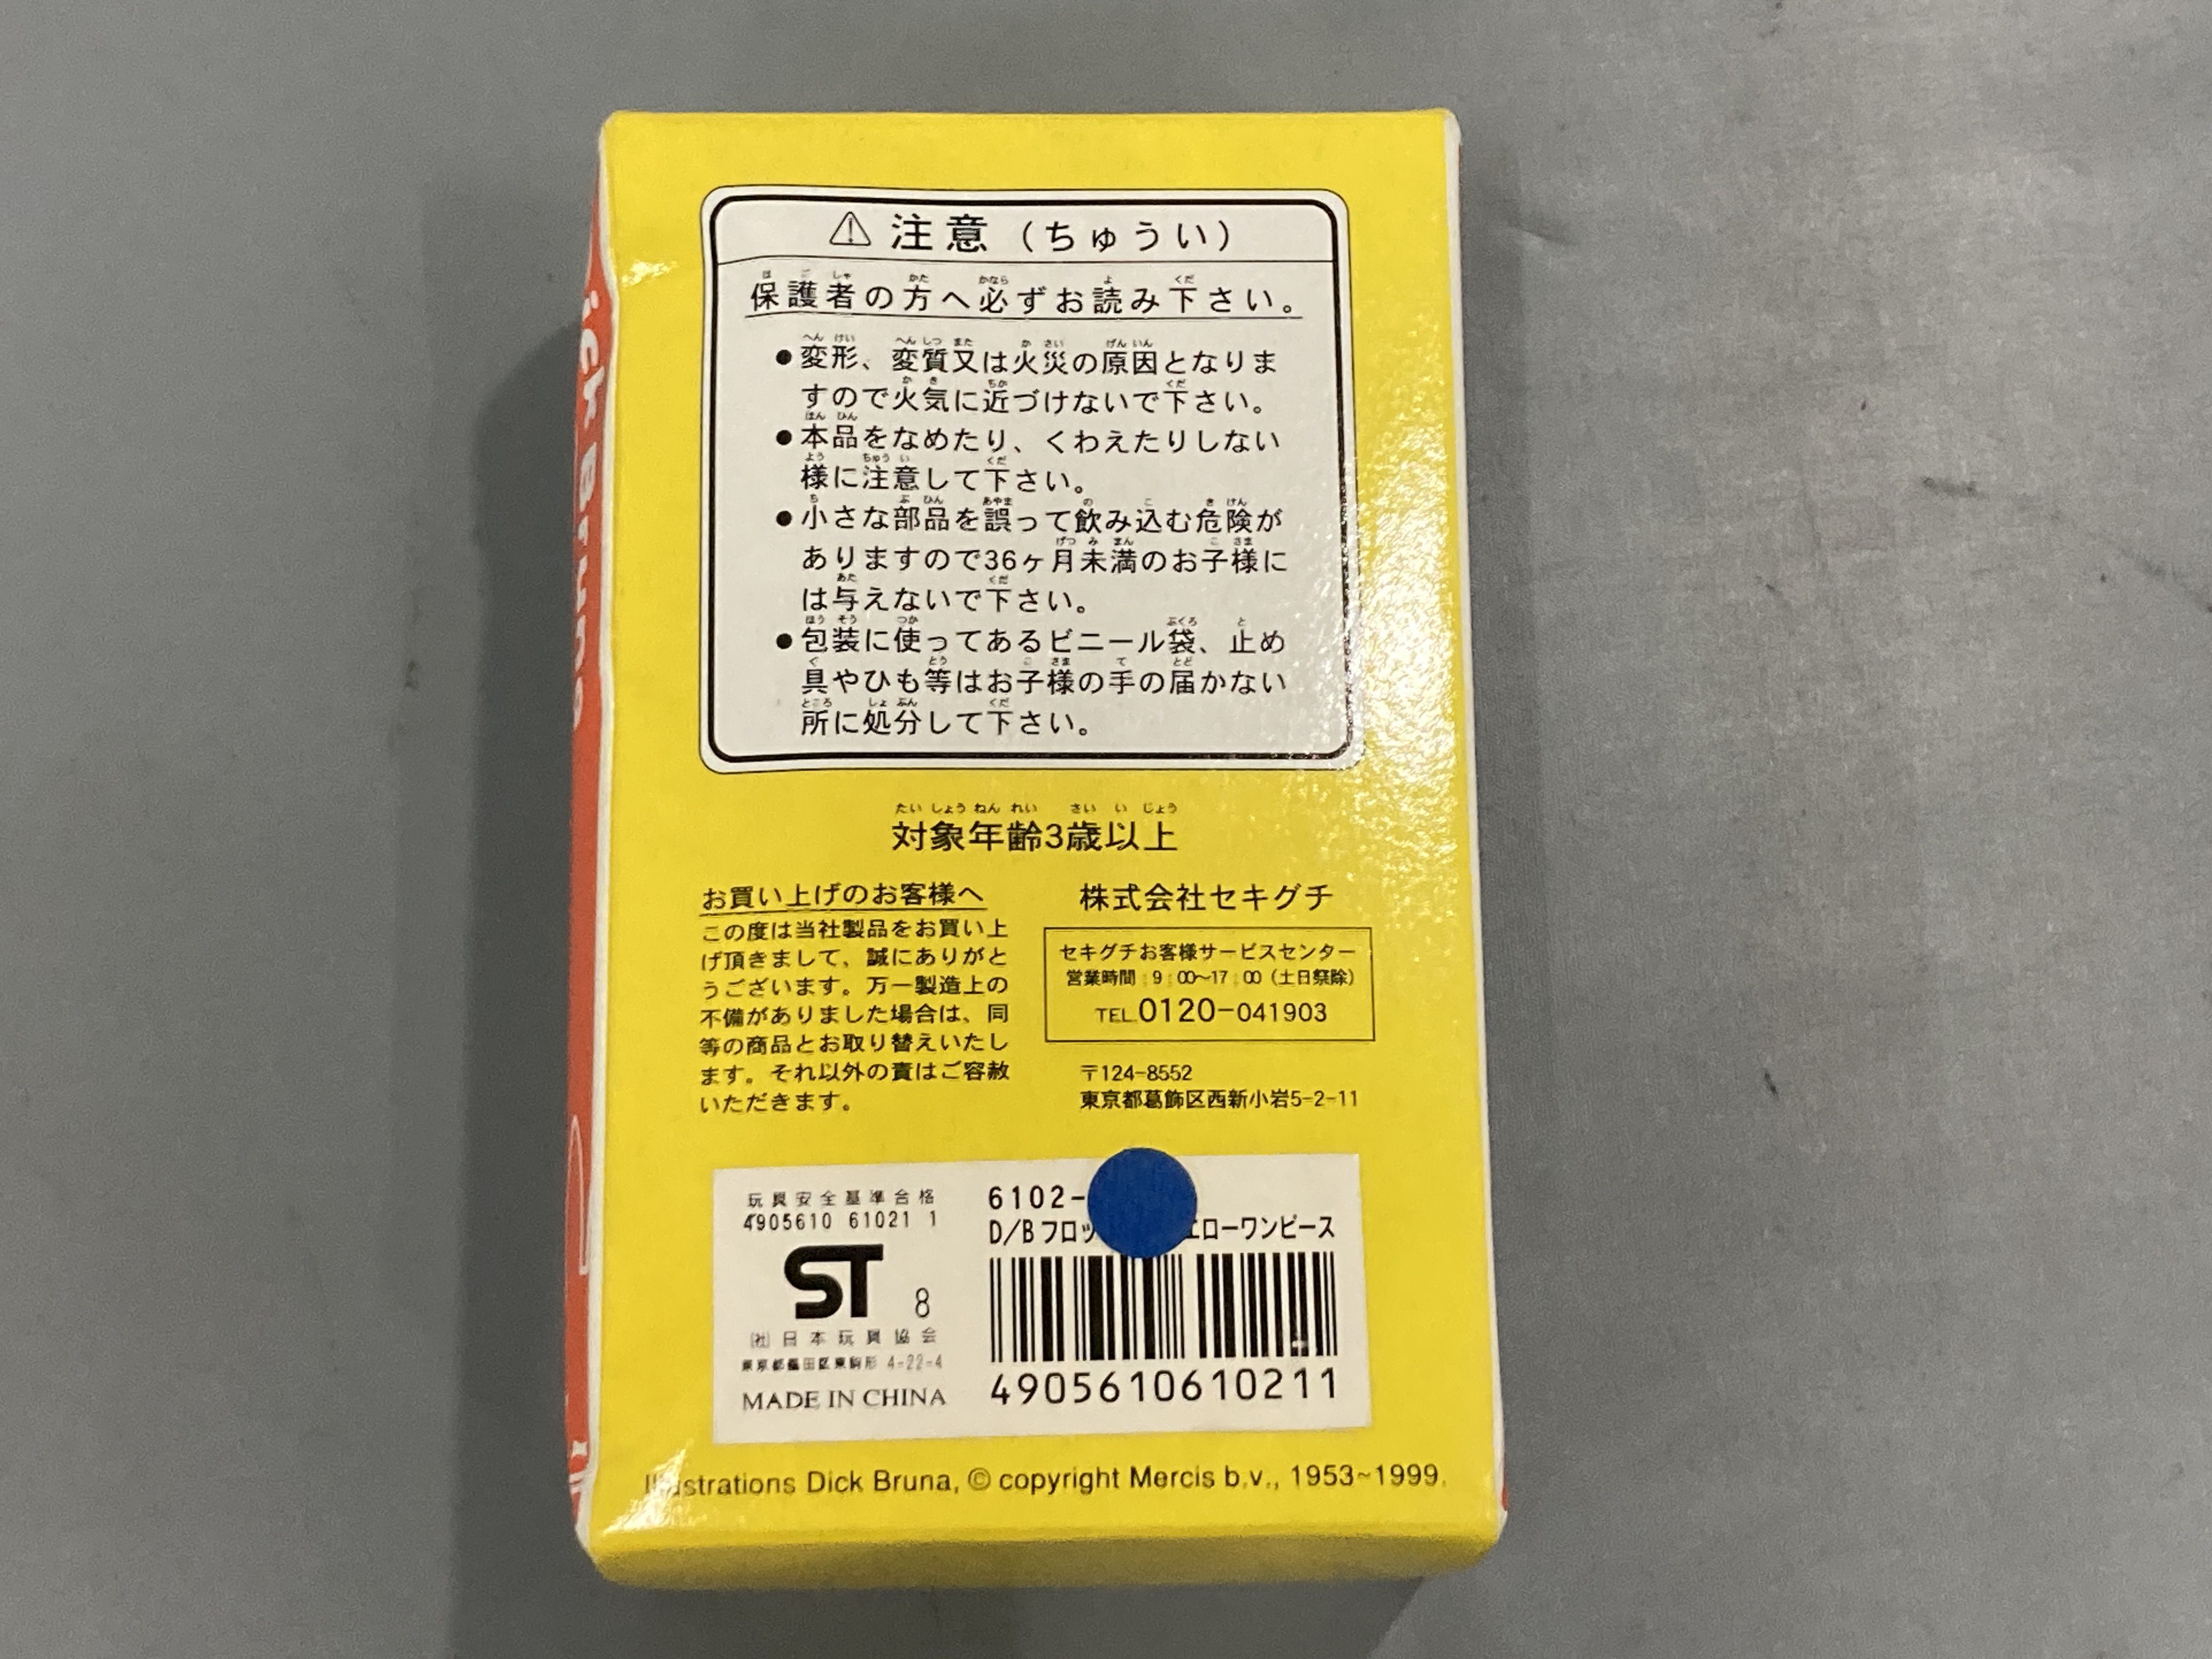 Dick Bruna
注意（ちゅうい）
保護者の方へ必ずお読み下さい。
●変形、変質又は火災の原因となりま
すので火気に近づけないで下さい。
●本品をなめたり、くわえたりしない
様に注意して下さい。
●小さな部品を誤って飲み込む危険が
ありますので36ヶ月未満のお子様に
は与えないで下さい。
●包装に使ってあるビニール袋、止め
具やひも等はお子様の手の届かない
所に処分して下さい。
対象年齢3歳以上
お買い上げのお客様へ
この度は当社製品をお買い上
げ頂きまして、誠にありがと
うございます。万一製造上の
不備がありました場合は、同
等の商品とお取り替えいたし
ます。それ以外の責はご容赦
いただきます。
株式会社セキグチ
セキグチお客様サービスセンター
営業時間：9：00～17：00（土日祭除）
TEL.0120-041903
〒124-8552
東京都葛飾区西新小岩5-2-11
玩具安全基準合格
4905610 61021 1
ST 8
(社)日本玩具協会
東京都墨田区東駒形 4-22-4
MADE IN CHINA
6102-
D/Bフロッ エローワンピース
4905610610211
Illustrations Dick Bruna, © copyright Mercis b.v., 1953~1999.